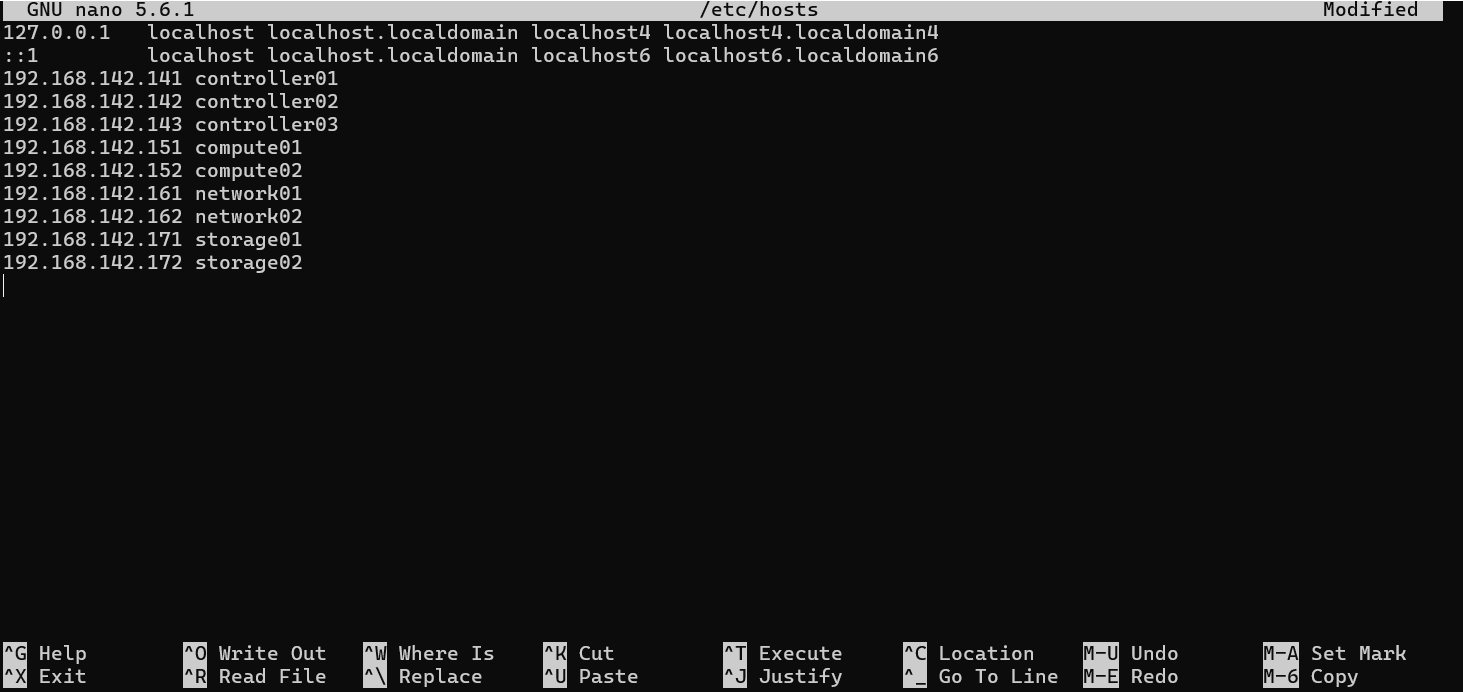 GNU nano 5.6.1 /etc/hosts Modified
127.0.0.1   localhost localhost.localdomain localhost4 localhost4.localdomain4
::1         localhost localhost.localdomain localhost6 localhost6.localdomain6
192.168.142.141 controller01
192.168.142.142 controller02
192.168.142.143 controller03
192.168.142.151 compute01
192.168.142.152 compute02
192.168.142.161 network01
192.168.142.162 network02
192.168.142.171 storage01
192.168.142.172 storage02
^G Help ^O Write Out ^W Where Is ^K Cut ^T Execute ^C Location M-U Undo M-A Set Mark
^X Exit ^R Read File ^\ Replace ^U Paste ^J Justify ^_ Go To Line M-E Redo M-6 Copy